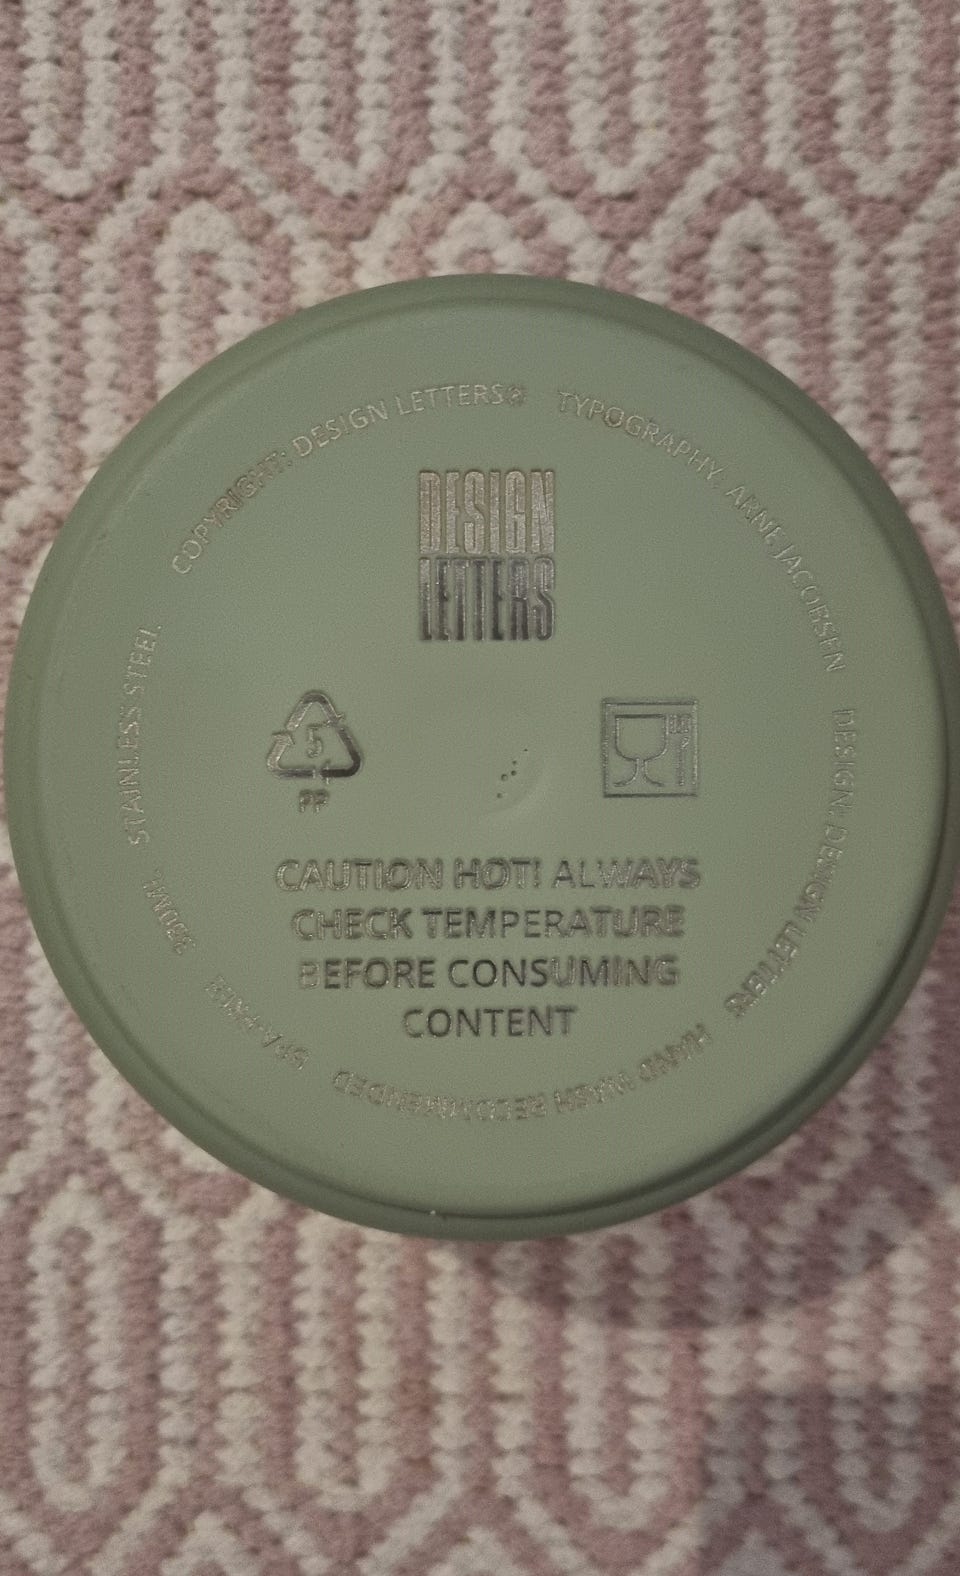 COPYRIGHT: DESIGN LETTERS® TYPOGRAPHY: ARNE JACOBSEN DESIGN: DESIGN LETTERS HAND WASH RECOMMENDED BPA-FREE STAINLESS STEEL
DESIGN
LETTERS
5
PP
CAUTION HOT! ALWAYS
CHECK TEMPERATURE
BEFORE CONSUMING
CONTENT